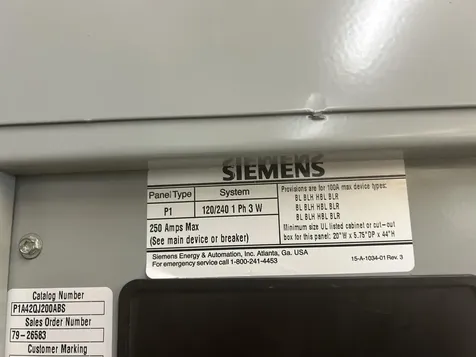 SIEMENS
Panel Type System
P1 120/240 1 Ph 3 W
250 Amps Max
(See main device or breaker)
Provisions are for 100A max device types:
BL BLH HBL BLR
BL BLH HBL BLR
BL BLH HBL BLR
Minimum size UL listed cabinet or cut-out
box for this panel: 20"W x 5.75"DP x 44"H
Siemens Energy & Automation, Inc. Atlanta, Ga. USA
For emergency service call 1-800-241-4453
15-A-1034-01 Rev. 3
Catalog Number
P1A42QJ200ABS
Sales Order Number
79-26583
Customer Marking